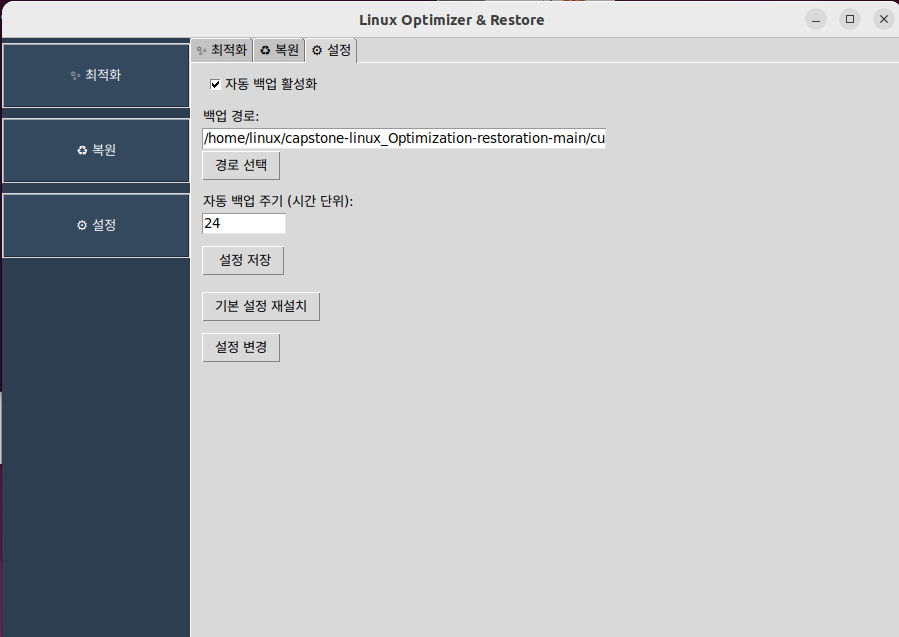 Linux Optimizer & Restore
✨ 최적화
♻ 복원
⚙ 설정
✨ 최적화 ♻ 복원 ⚙ 설정
자동 백업 활성화
백업 경로:
/home/linux/capstone-linux_Optimization-restoration-main/cu
경로 선택
자동 백업 주기 (시간 단위):
24
설정 저장
기본 설정 재설치
설정 변경